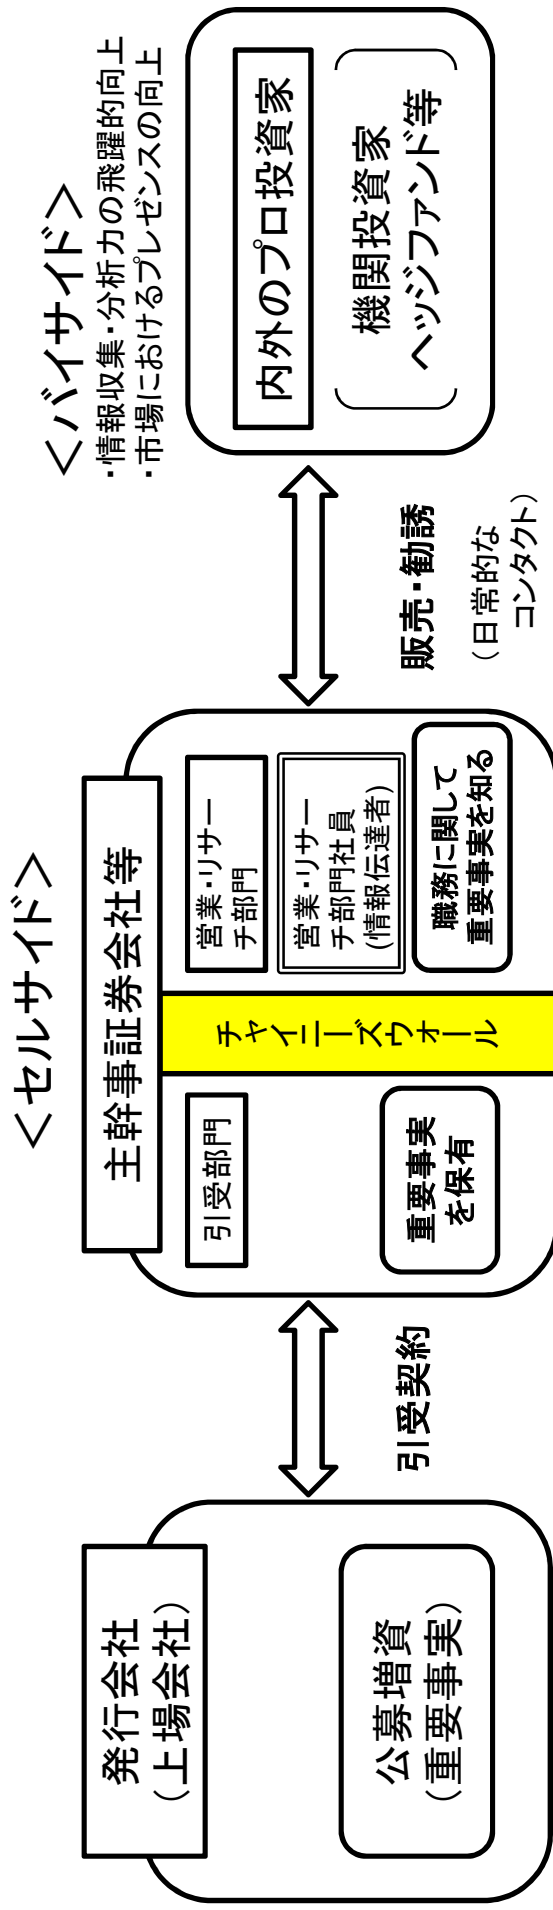 ＜セルサイド＞
＜バイサイド＞
・情報収集・分析力の飛躍的向上
・市場におけるプレゼンスの向上
発行会社
（上場会社）
公募増資
（重要事実）
引受契約
主幹事証券会社等
引受部門
重要事実
を保有
チャイニーズウォール
営業・リサー
チ部門
営業・リサー
チ部門社員
(情報伝達者)
職務に関して
重要事実を知る
販売・勧誘
（日常的な
コンタクト）
内外のプロ投資家
機関投資家
ヘッジファンド等